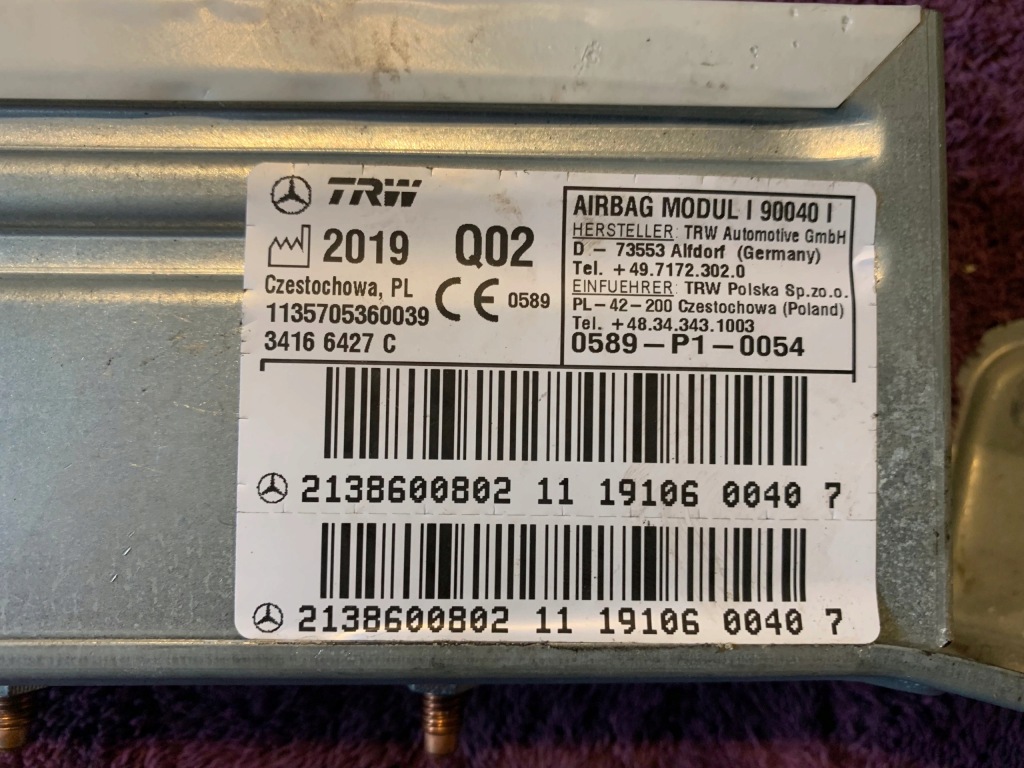 TRW
2019 Q02
Czestochowa, PL
CE 0589
1135705360039
3416 6427 C
AIRBAG MODUL I 90040 I
HERSTELLER: TRW Automotive GmbH
D - 73553 Alfdorf (Germany)
Tel. +49.7172.302.0
EINFUEHRER: TRW Polska Sp.zo.o.
PL-42-200 Czestochowa (Poland)
Tel. +48.34.343.1003
0589-P1-0054
2138600802 11 19106 0040 7
2138600802 11 19106 0040 7